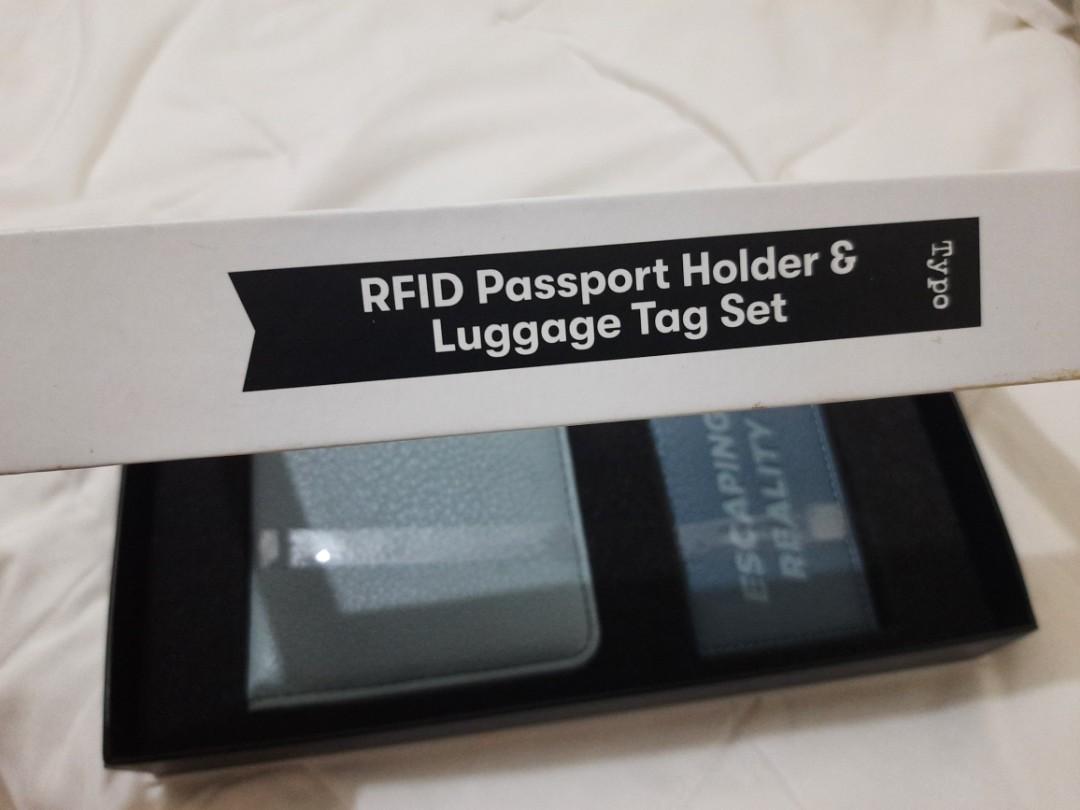 RFID Passport Holder &
Luggage Tag Set
Typo
ESCAPING
REALITY